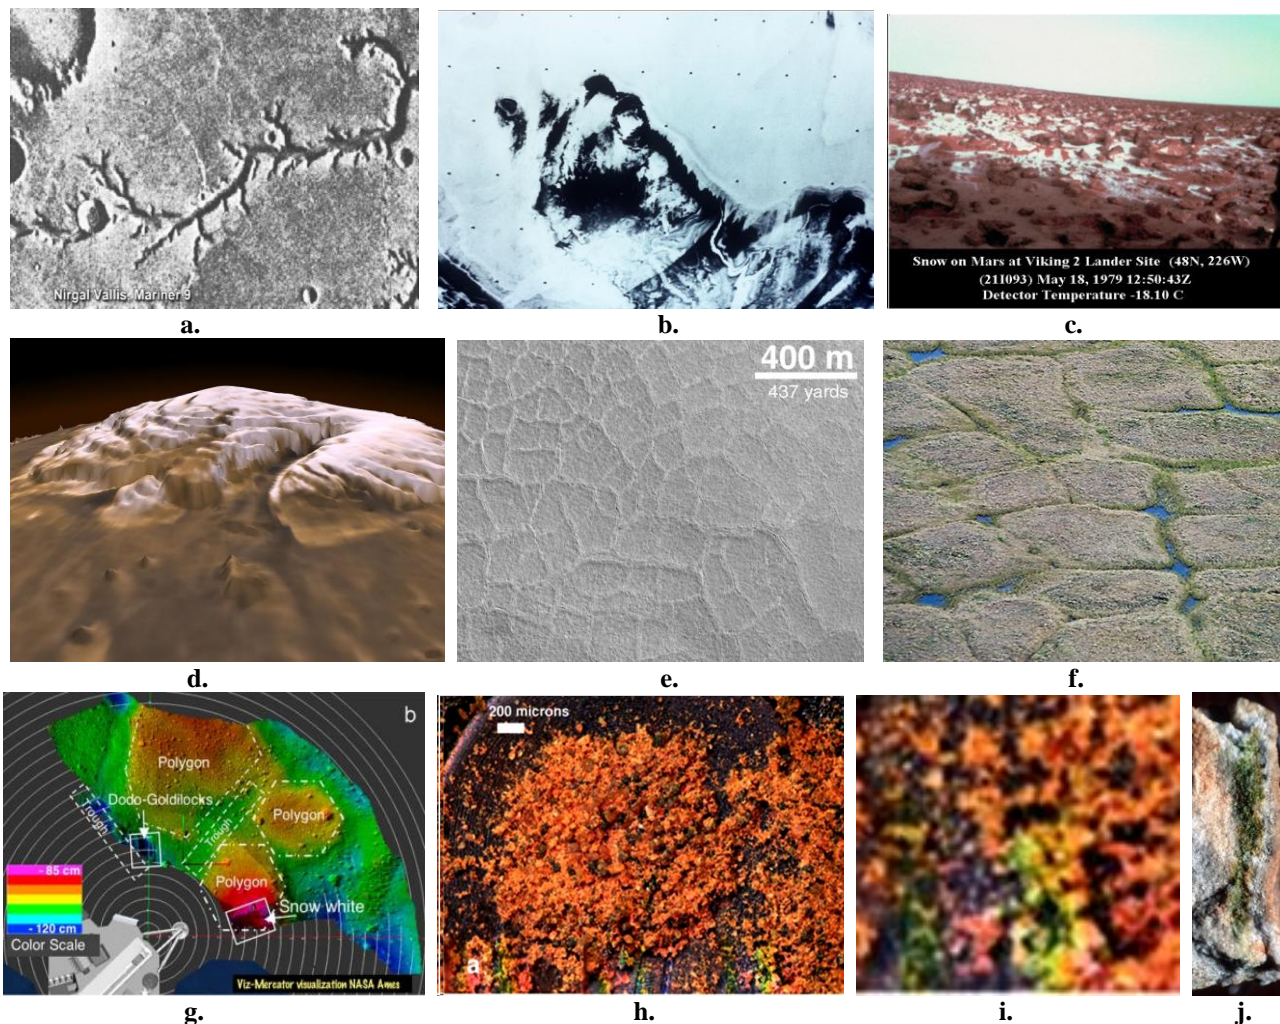 Nirgal Vallis, Mariner 9
Snow on Mars at Viking 2 Lander Site (48N, 226W)
(21I093) May 18, 1979 12:50:43Z
Detector Temperature -18.10 C
a.
b.
c.
400 m
437 yards
d.
e.
f.
b
Polygon
Dodo-Goldilocks
Trough
Trough
Polygon
Polygon
Snow white
- 85 cm
- 120 cm
Color Scale
Viz-Mercator visualization NASA Ames
200 microns
a
g.
h.
i.
j.